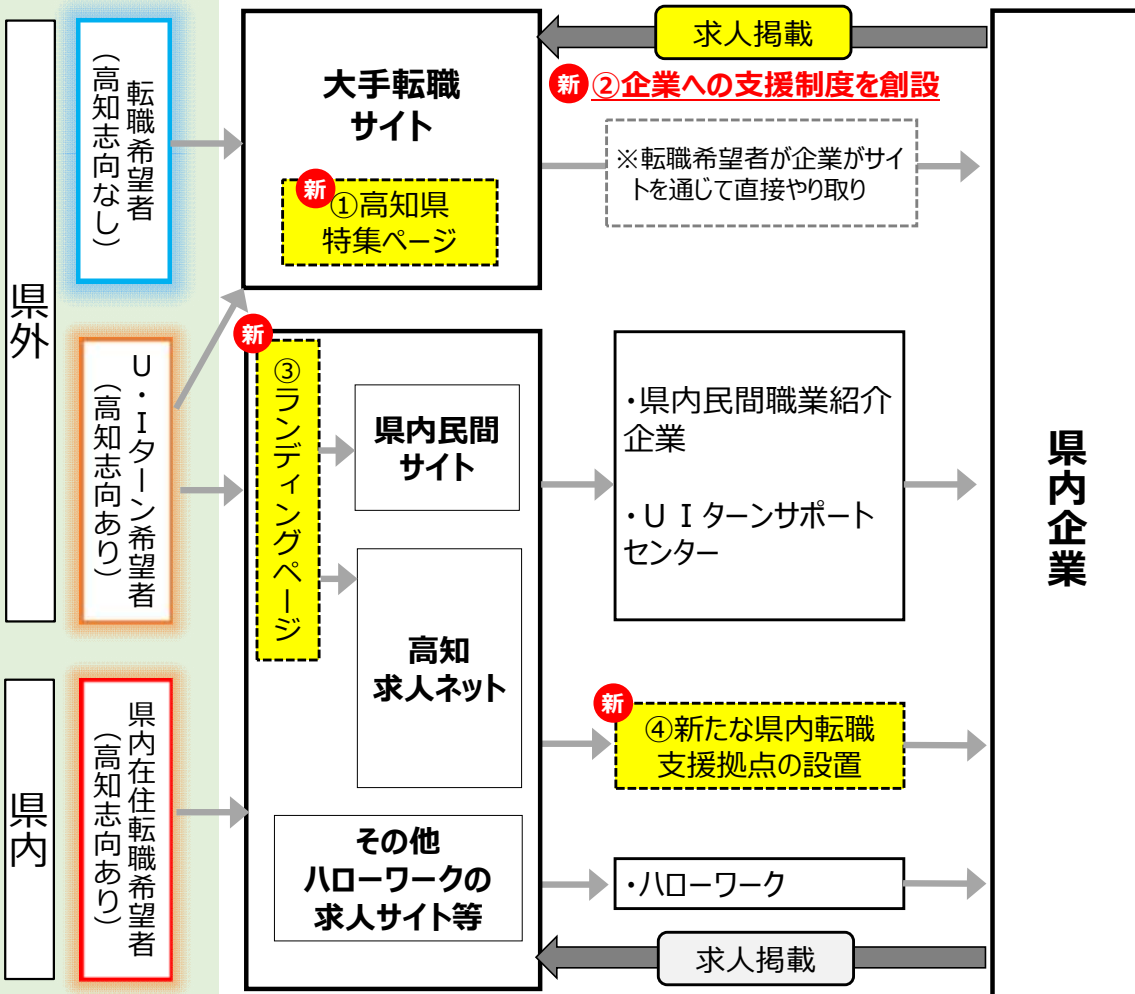 県外
県内
転職希望者
（高知志向なし）
U・Iターン希望者
（高知志向あり）
県内在住転職希望者
（高知志向あり）
大手転職
サイト
新
①高知県
特集ページ
求人掲載
新
②企業への支援制度を創設
※転職希望者が企業がサイ
トを通じて直接やり取り
新
③ランディングページ
県内民間
サイト
高知
求人ネット
その他
ハローワークの
求人サイト等
・県内民間職業紹介
企業
・ＵＩターンサポート
センター
新
④新たな県内転職
支援拠点の設置
・ハローワーク
求人掲載
県内企業